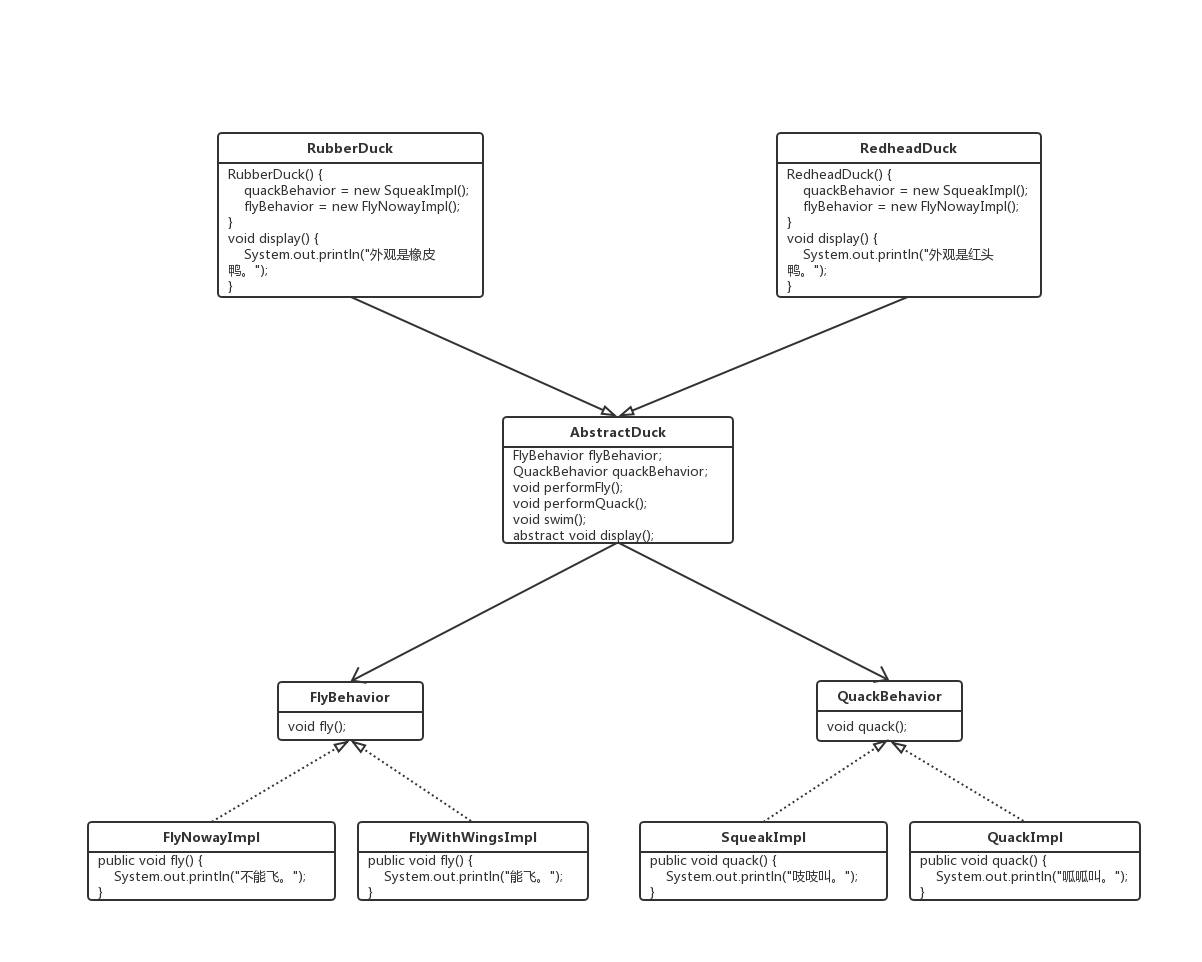 RubberDuck
RubberDuck() {
quackBehavior = new SqueakImpl();
flyBehavior = new FlyNowayImpl();
}
void display() {
System.out.println("外观是橡皮
鸭。");
}
RedheadDuck
RedheadDuck() {
quackBehavior = new SqueakImpl();
flyBehavior = new FlyNowayImpl();
}
void display() {
System.out.println("外观是红头
鸭。");
}
AbstractDuck
FlyBehavior flyBehavior;
QuackBehavior quackBehavior;
void performFly();
void performQuack();
void swim();
abstract void display();
FlyBehavior
void fly();
QuackBehavior
void quack();
FlyNowayImpl
public void fly() {
System.out.println("不能飞。");
}
FlyWithWingsImpl
public void fly() {
System.out.println("能飞。");
}
SqueakImpl
public void quack() {
System.out.println("吱吱叫。");
}
QuackImpl
public void quack() {
System.out.println("呱呱叫。");
}